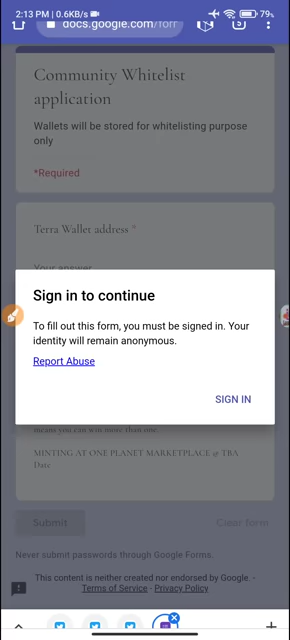 2:13 PM | 0.6KB/s
79%
docs.google.com/forr
Community Whitelist
application
Wallets will be stored for whitelisting purpose
only
*Required
Terra Wallet address *
Your answer
Sign in to continue
To fill out this form, you must be signed in. Your
identity will remain anonymous.
Report Abuse
SIGN IN
means you can win more than one.
MINTING AT ONE PLANET MARKETPLACE @ TBA
Date
Submit
Clear form
Never submit passwords through Google Forms.
This content is neither created nor endorsed by Google. -
Terms of Service - Privacy Policy